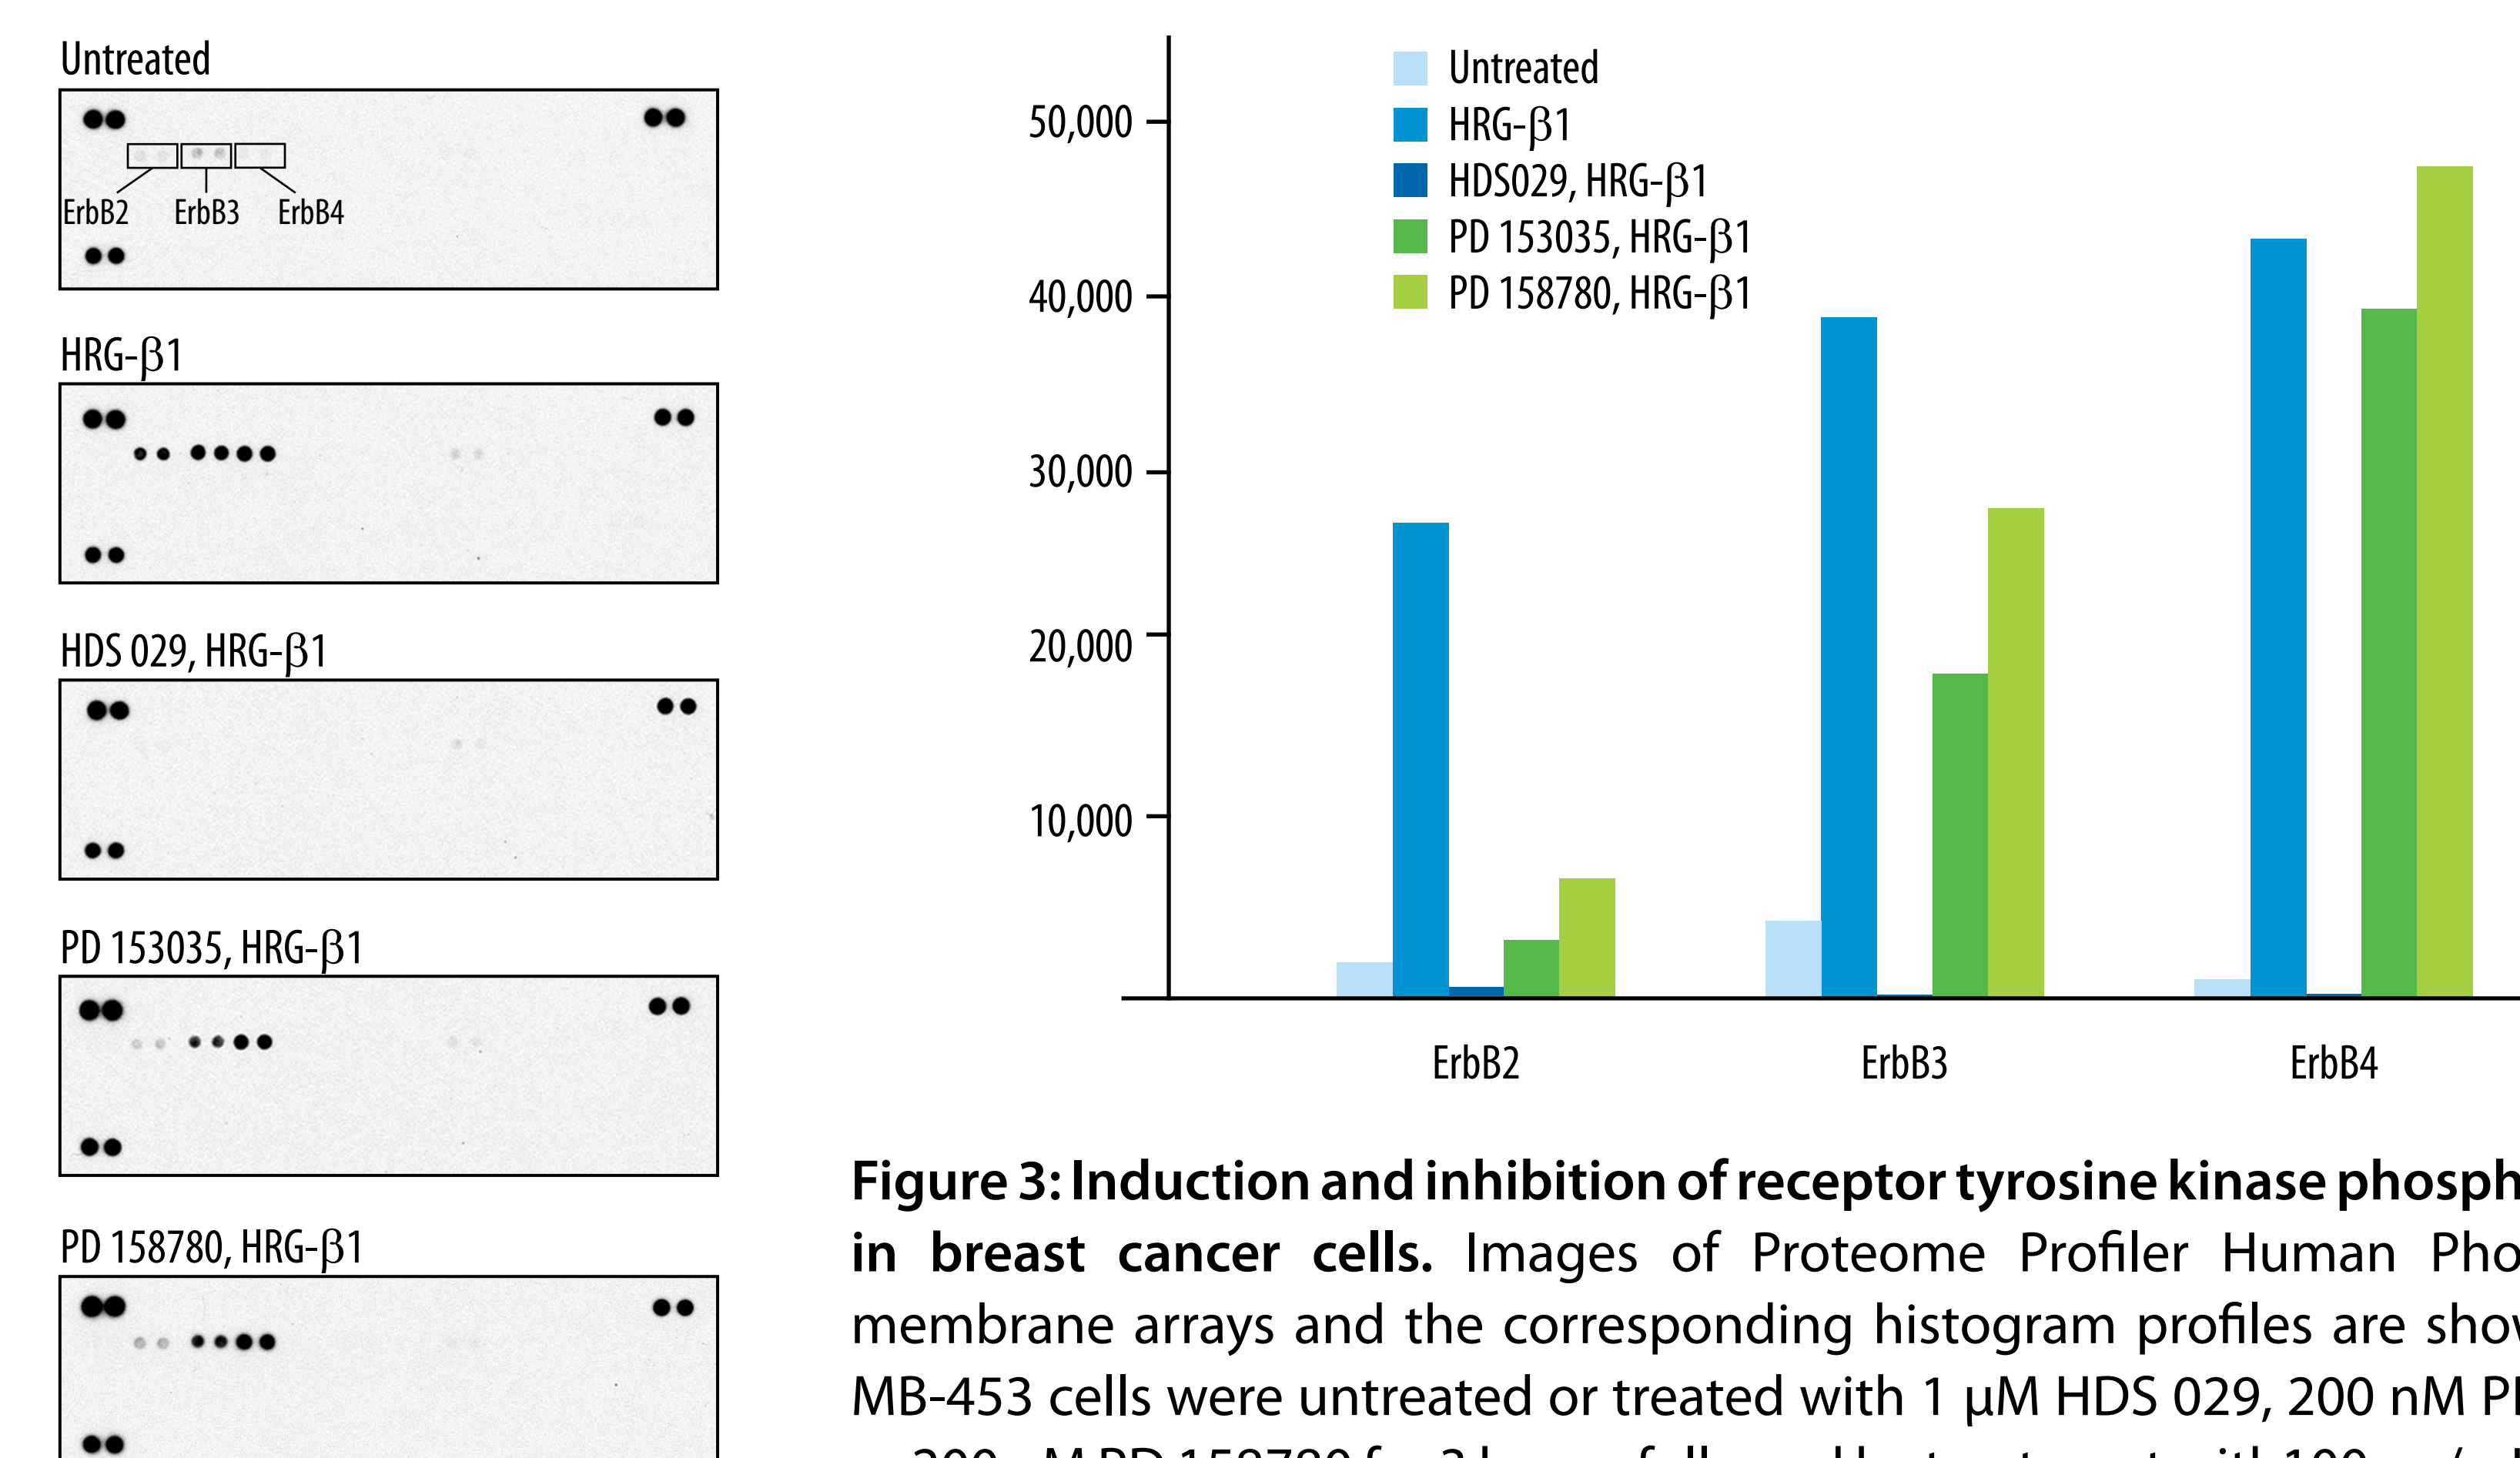 Untreated
ErbB2 ErbB3 ErbB4
HRG-β1
HDS 029, HRG-β1
PD 153035, HRG-β1
PD 158780, HRG-β1
Untreated
HRG-β1
HDS029, HRG-β1
PD 153035, HRG-β1
PD 158780, HRG-β1
50,000
40,000
30,000
20,000
10,000
ErbB2 ErbB3 ErbB4
Figure 3: Induction and inhibition of receptor tyrosine kinase phosph
in breast cancer cells. Images of Proteome Profiler Human Pho
membrane arrays and the corresponding histogram profiles are show
MB-453 cells were untreated or treated with 1 μM HDS 029, 200 nM P
PD 158780 for